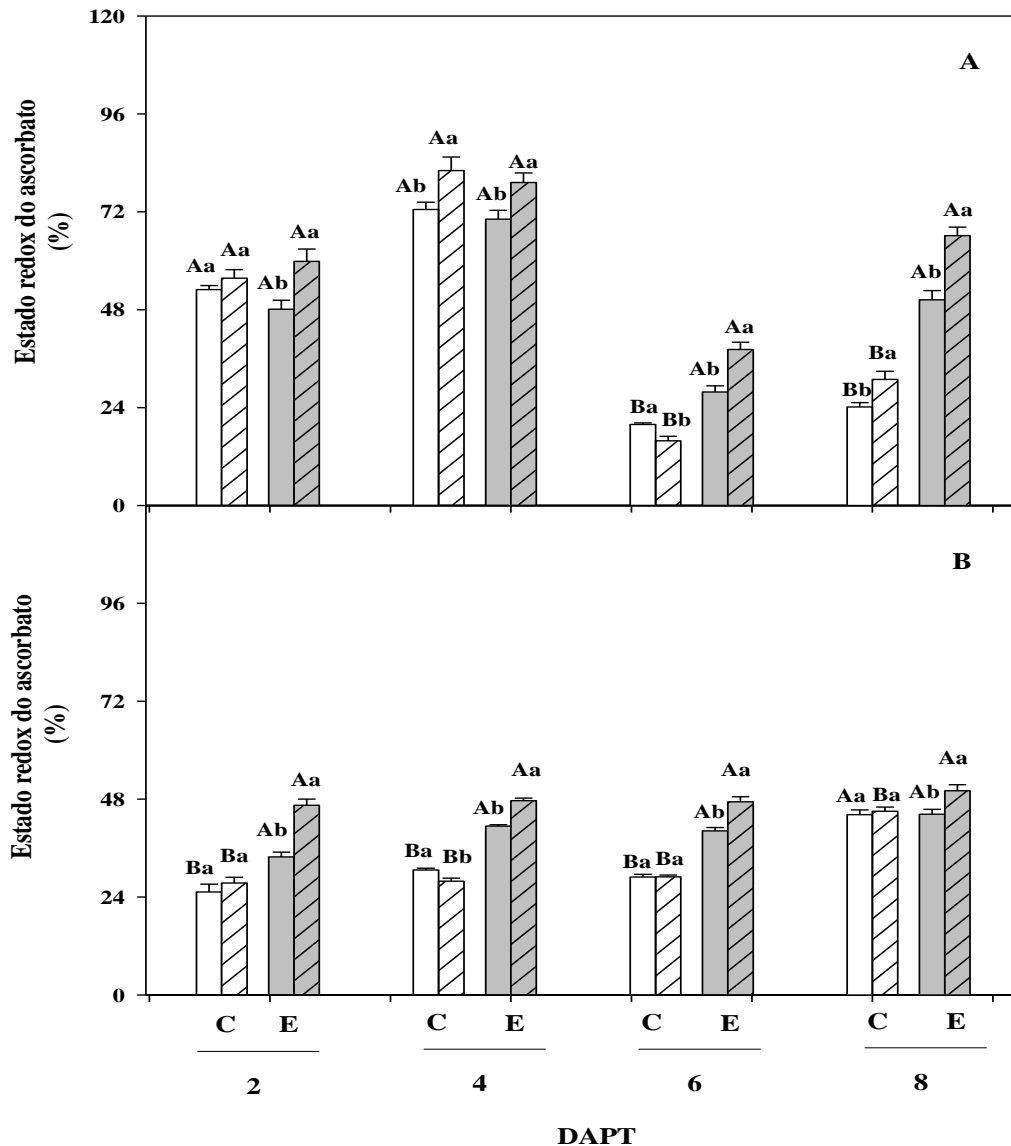 120
A
96
Aa
Aa
Ab
Ab
Aa
72
Aa
Aa
Aa
Ab
Ab
48
Aa
Ab
Ba
24
Ba
Bb
Bb
0
Estado redox do ascorbato
(%)
B
96
72
Aa
Aa
Aa
Aa
48
Aa
Ba
Ab
Ab
Ab
Ab
Ba
Ba
Ba
Bb
Ba
Ba
24
0
Estado redox do ascorbato
(%)
C E C E C E C E
2 4 6 8
DAPT